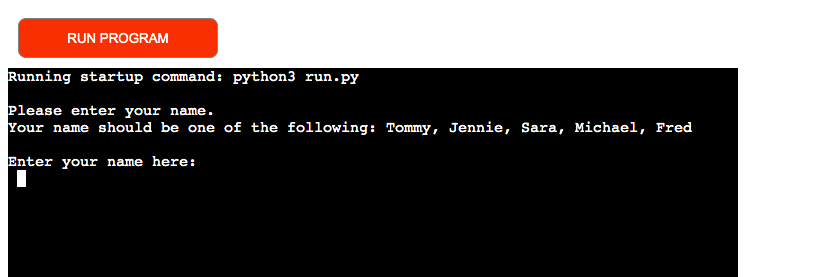 RUN PROGRAM
Running startup command: python3 run.py
Please enter your name.
Your name should be one of the following: Tommy, Jennie, Sara, Michael, Fred
Enter your name here: